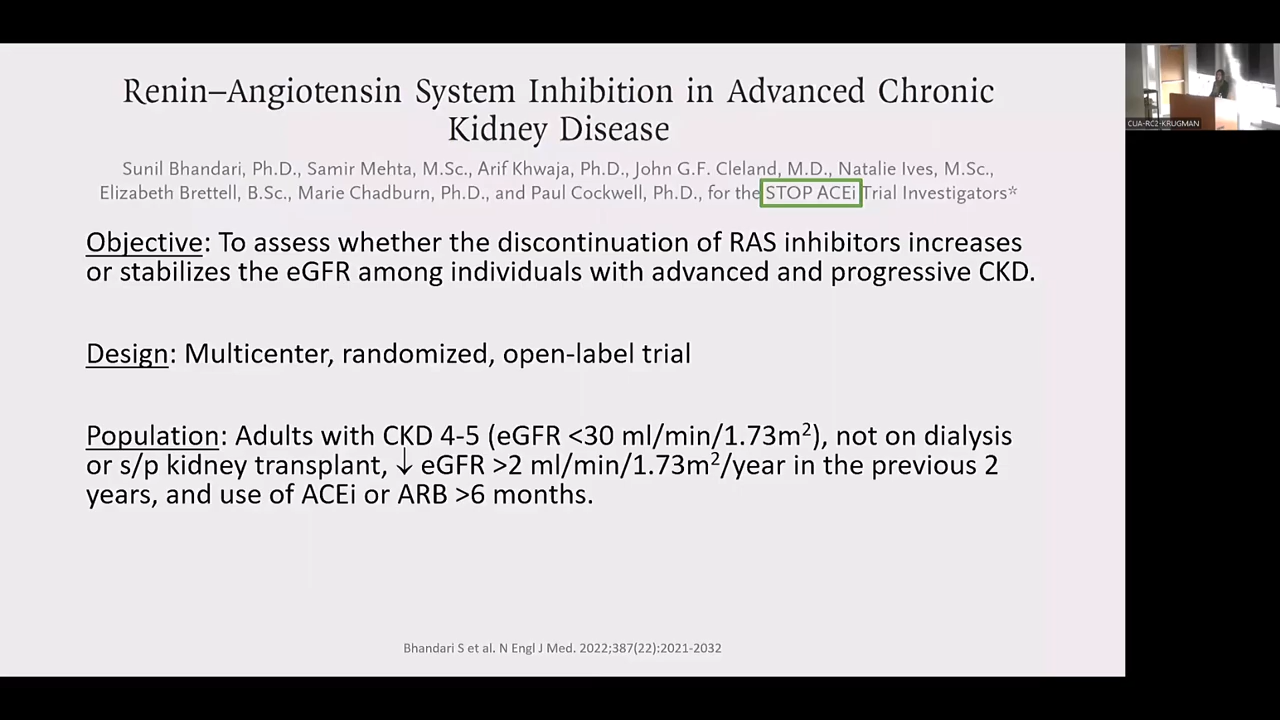 Renin–Angiotensin System Inhibition in Advanced Chronic
Kidney Disease
Sunil Bhandari, Ph.D., Samir Mehta, M.Sc., Arif Khwaja, Ph.D., John G.F. Cleland, M.D., Natalie Ives, M.Sc.,
Elizabeth Brettell, B.Sc., Marie Chadburn, Ph.D., and Paul Cockwell, Ph.D., for the STOP ACEi Trial Investigators*
Objective: To assess whether the discontinuation of RAS inhibitors increases
or stabilizes the eGFR among individuals with advanced and progressive CKD.
Design: Multicenter, randomized, open-label trial
Population: Adults with CKD 4-5 (eGFR <30 ml/min/1.73m²), not on dialysis
or s/p kidney transplant, ↓ eGFR >2 ml/min/1.73m²/year in the previous 2
years, and use of ACEi or ARB >6 months.
Bhandari S et al. N Engl J Med. 2022;387(22):2021-2032
CUA-RC2-KRUGMAN